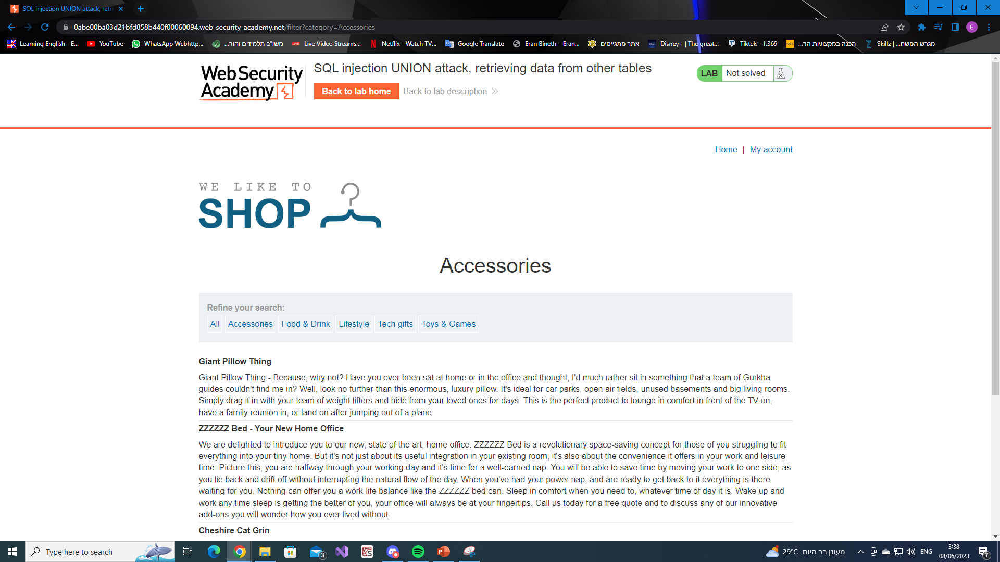 SQL injection UNION attack, retri
0abe00ba03d21bfd858b440f00060094.web-security-academy.net/filter?category=Accessories
E
Learning English - E...
YouTube
WhatsApp Webhttp...
משו"ב תלמידים והור...
LIVE
Live Video Streams...
Netflix - Watch TV...
Google Translate
Eran Bineth – Eran...
אתר מתגייסים
Disney+ | The great...
Tiktek - 1.369
הכנה במקצועות הר...
Skillz | מגרש המשח...
Web Security
Academy
SQL injection UNION attack, retrieving data from other tables
Back to lab home
Back to lab description
LAB
Not solved
Home | My account
WE LIKE TO
SHOP
Accessories
Refine your search:
All
Accessories
Food & Drink
Lifestyle
Tech gifts
Toys & Games
Giant Pillow Thing
Giant Pillow Thing - Because, why not? Have you ever been sat at home or in the office and thought, I'd much rather sit in something that a team of Gurkha
guides couldn't find me in? Well, look no further than this enormous, luxury pillow. It's ideal for car parks, open air fields, unused basements and big living rooms.
Simply drag it in with your team of weight lifters and hide from your loved ones for days. This is the perfect product to lounge in comfort in front of the TV on,
have a family reunion in, or land on after jumping out of a plane.
ZZZZZZ Bed - Your New Home Office
We are delighted to introduce you to our new, state of the art, home office. ZZZZZZ Bed is a revolutionary space-saving concept for those of you struggling to fit
everything into your tiny home. But it's not just about its useful integration in your existing room, it's also about the convenience it offers in your work and leisure
time. Picture this, you are halfway through your working day and it's time for a well-earned nap. You will be able to save time by moving your work to one side, as
you lie back and drift off without interrupting the natural flow of the day. When you've had your power nap, and are ready to get back to it everything is there
waiting for you. Nothing can offer you a work-life balance like the ZZZZZZ bed can. Sleep in comfort when you need to, whatever time of day it is. Wake up and
work any time sleep is getting the better of you, your office will always be at your fingertips. Call us today for a free quote and to discuss any of our innovative
add-ons you will wonder how you ever lived without
Cheshire Cat Grin
Type here to search
3
29°C
מעונן רב היום
ENG
3:38
08/06/2023
7